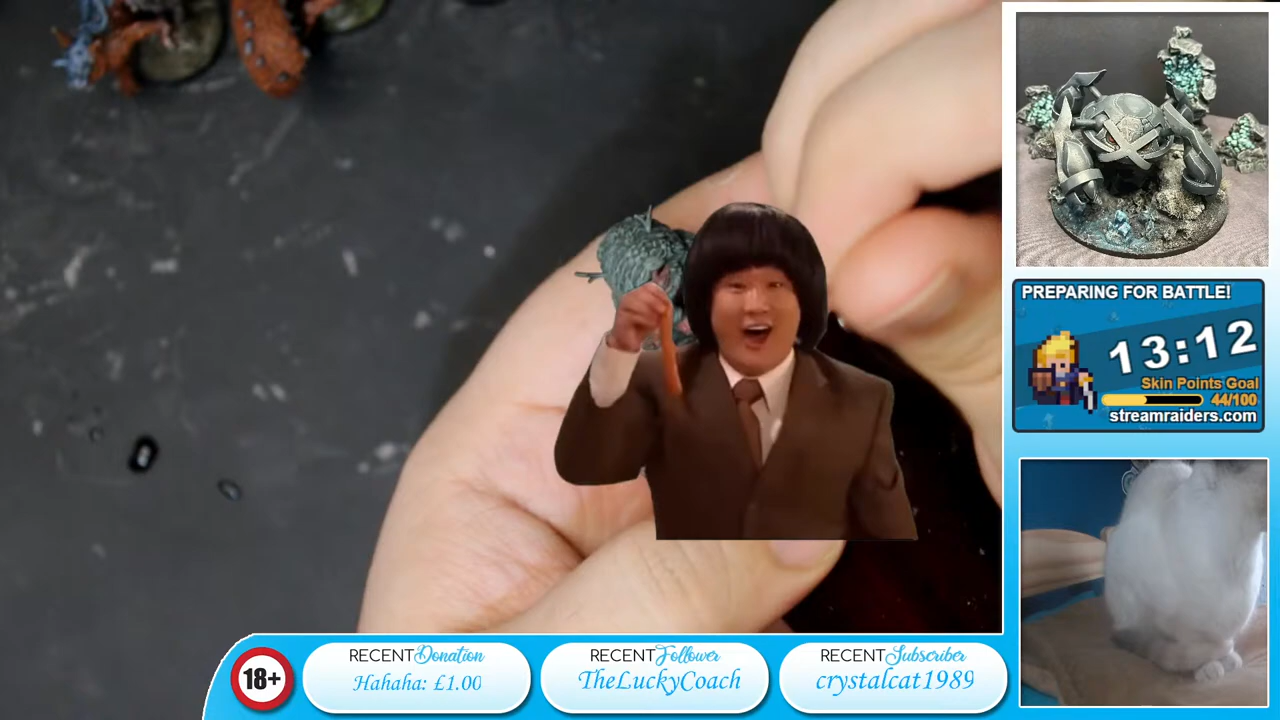 PREPARING FOR BATTLE!
13:12
Skin Points Goal
44/100
streamraiders.com
18+
RECENT Donation
Hahaha: £1.00
RECENT Follower
TheLuckyCoach
RECENT Subscriber
crystalcat1989